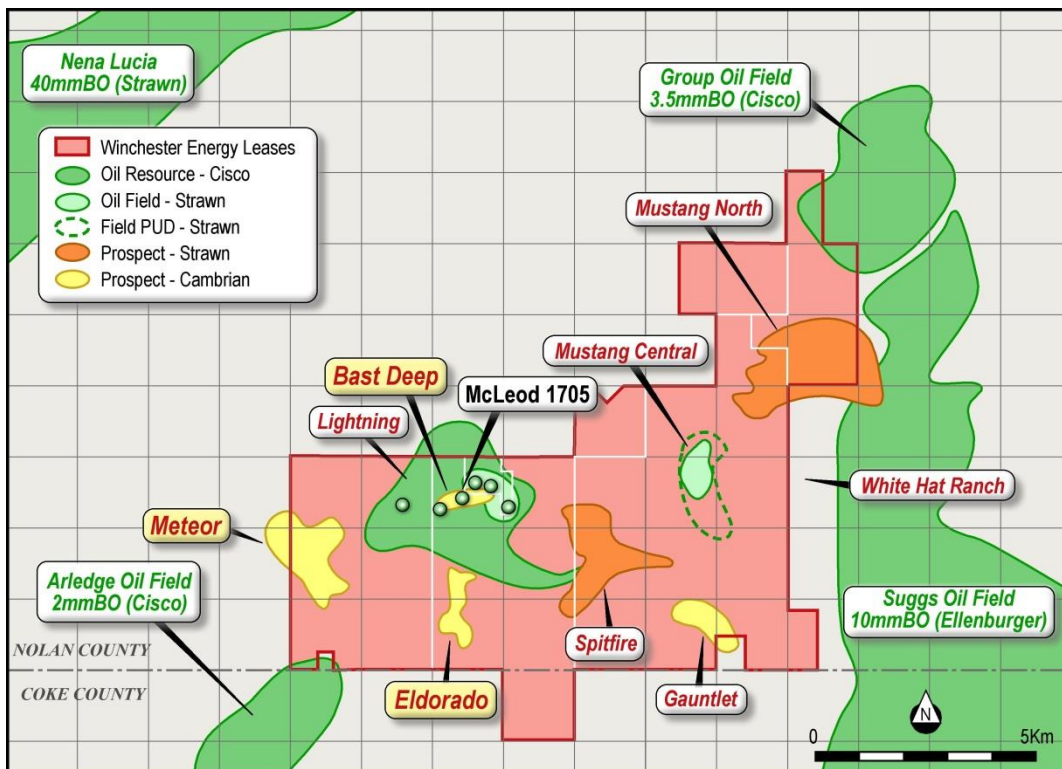 Nena Lucia
40mmBO (Strawn)
Group Oil Field
3.5mmBO (Cisco)
Winchester Energy Leases
Oil Resource - Cisco
Oil Field - Strawn
Field PUD - Strawn
Prospect - Strawn
Prospect - Cambrian
Mustang North
Mustang Central
Bast Deep
McLeod 1705
Lightning
White Hat Ranch
Meteor
Arledge Oil Field
2mmBO (Cisco)
Suggs Oil Field
10mmBO (Ellenburger)
Spitfire
NOLAN COUNTY
COKE COUNTY
Eldorado
Gauntlet
N
0
5Km